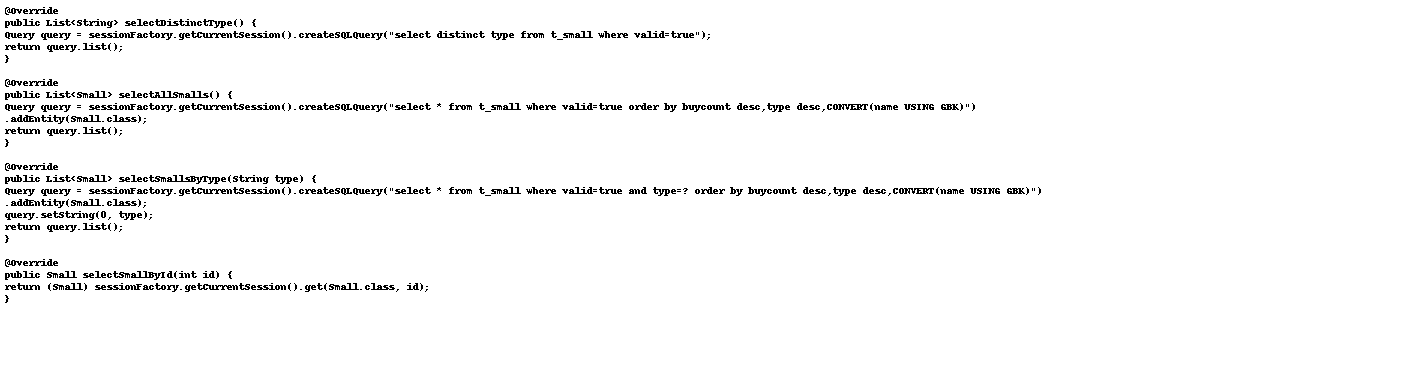 @Override
public List<String> selectDistinctType() {
Query query = sessionFactory.getCurrentSession().createSQLQuery("select distinct type from t_small where valid=true");
return query.list();
}
@Override
public List<Small> selectAllSmalls() {
Query query = sessionFactory.getCurrentSession().createSQLQuery("select * from t_small where valid=true order by buycount desc,type desc,CONVERT(name USING GBK)")
.addEntity(Small.class);
return query.list();
}
@Override
public List<Small> selectSmallsByType(String type) {
Query query = sessionFactory.getCurrentSession().createSQLQuery("select * from t_small where valid=true and type=? order by buycount desc,type desc,CONVERT(name USING GBK)")
.addEntity(Small.class);
query.setString(0, type);
return query.list();
}
@Override
public Small selectSmallById(int id) {
return (Small) sessionFactory.getCurrentSession().get(Small.class, id);
}